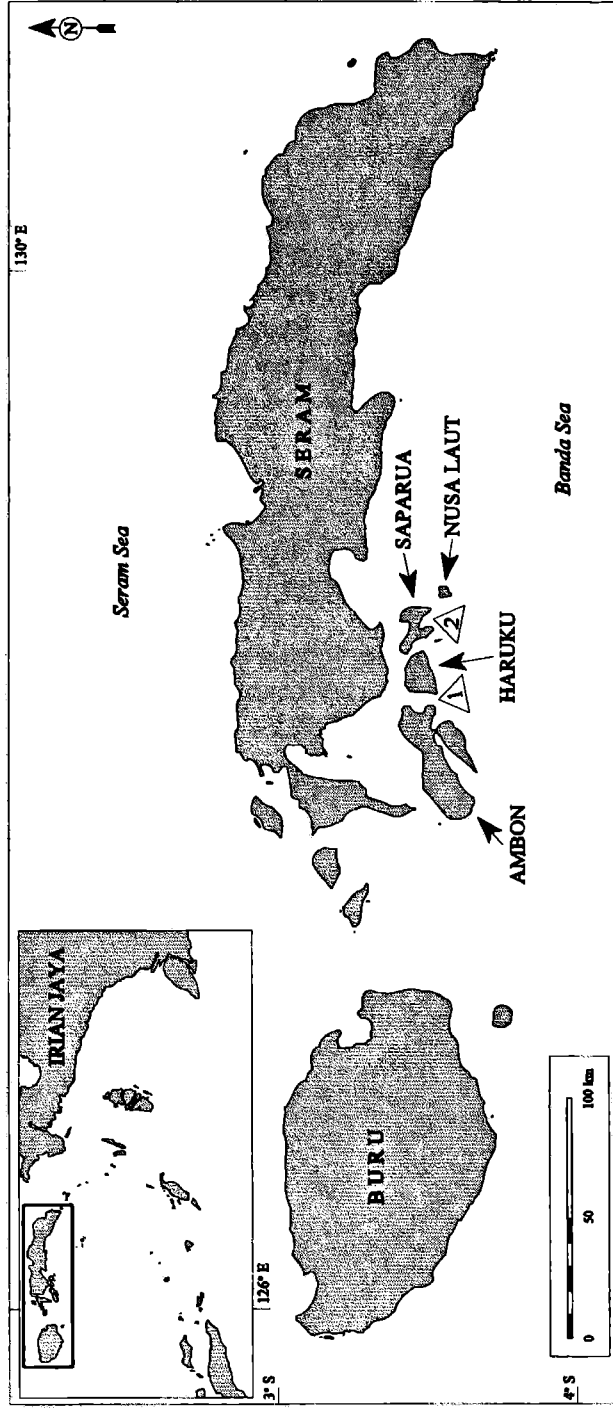 IRIAN JAYA
126° E
130° E
N
3° S
4° S
Seram Sea
SERAM
BURU
SAPARUA
NUSA LAUT
1
2
HARUKU
AMBON
Banda Sea
0 50 100 km